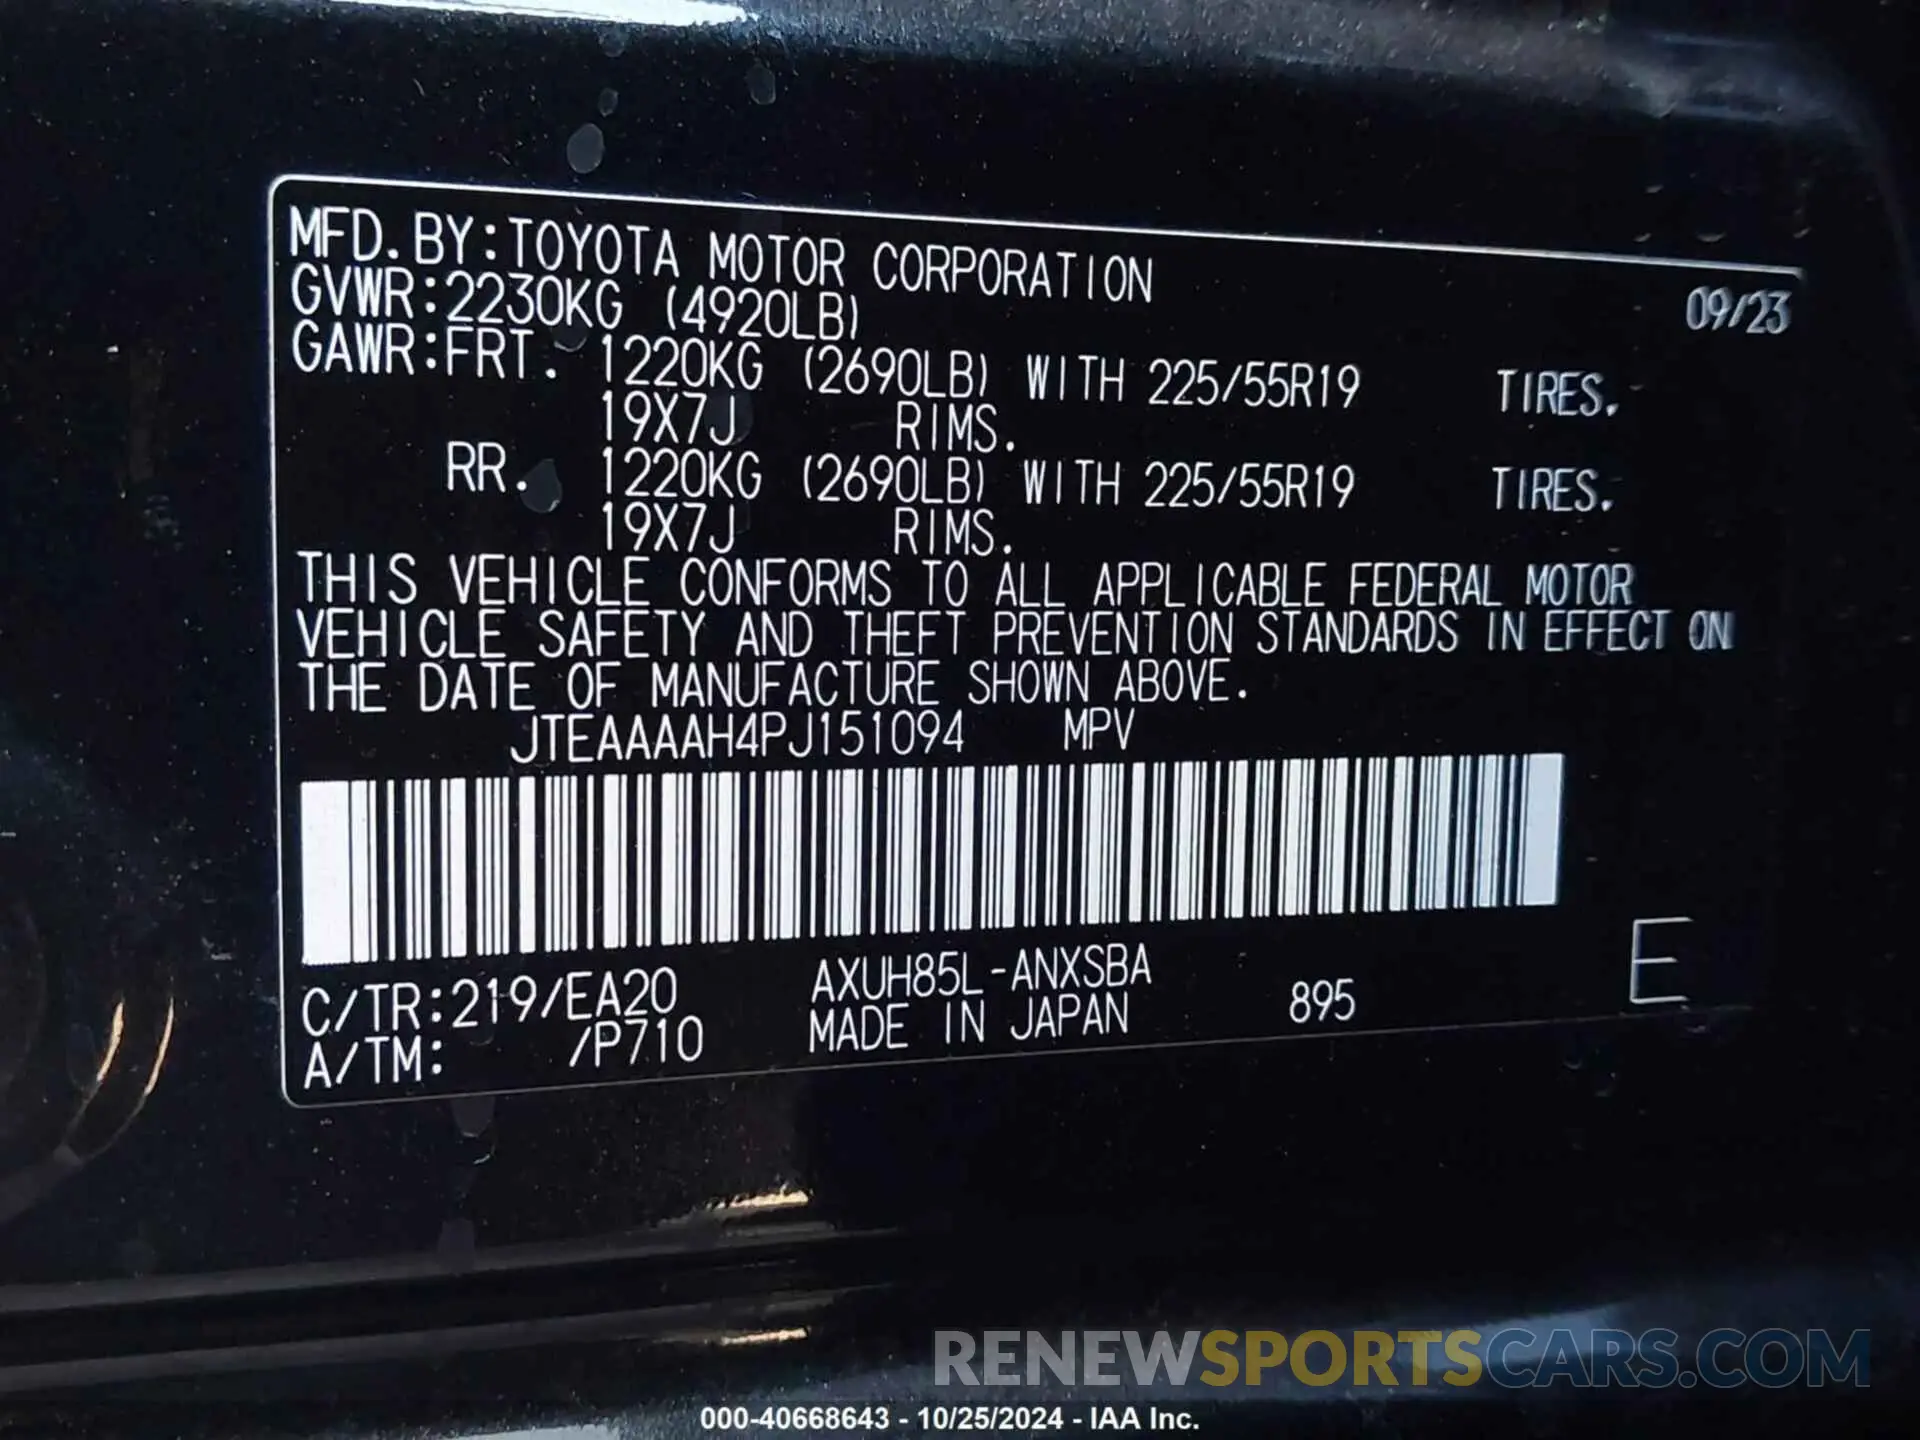 MFD.BY:TOYOTA MOTOR CORPORATION 09/23
GVWR:2230KG (4920LB)
GAWR:FRT. 1220KG (2690LB) WITH 225/55R19 TIRES.
19X7J RIMS.
RR. 1220KG (2690LB) WITH 225/55R19 TIRES.
19X7J RIMS.
THIS VEHICLE CONFORMS TO ALL APPLICABLE FEDERAL MOTOR
VEHICLE SAFETY AND THEFT PREVENTION STANDARDS IN EFFECT ON
THE DATE OF MANUFACTURE SHOWN ABOVE.
JTEAAAAH4PJ151094 MPV
C/TR:219/EA20 AXUH85L-ANXSBA
A/TM: /P710 MADE IN JAPAN 895 E
RENEWSPORTSCARS.COM
000-40668643 - 10/25/2024 - IAA Inc.